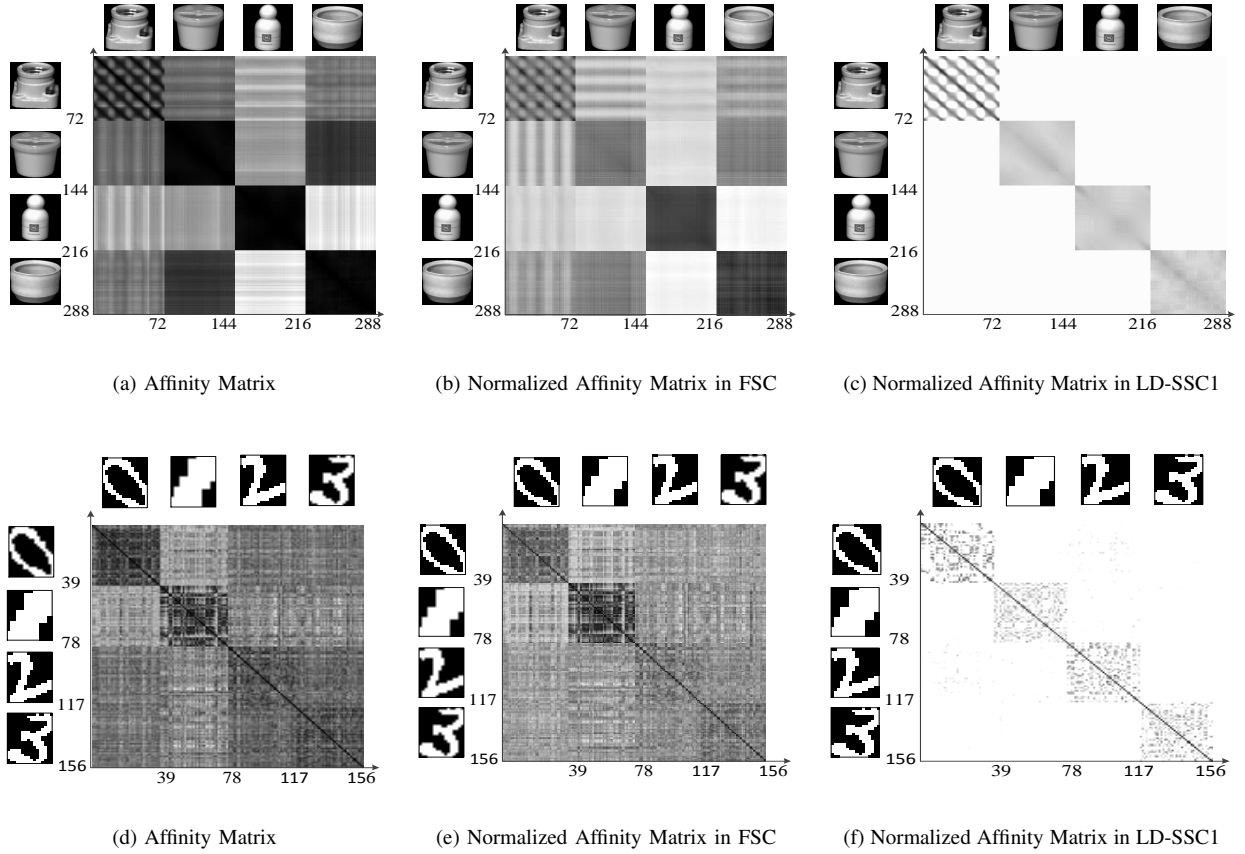 72
144
216
288
72 144 216 288
(a) Affinity Matrix
72
144
216
288
72 144 216 288
(b) Normalized Affinity Matrix in FSC
72
144
216
288
72 144 216 288
(c) Normalized Affinity Matrix in LD-SSC1
39
78
117
156
39 78 117 156
(d) Affinity Matrix
39
78
117
156
39 78 117 156
(e) Normalized Affinity Matrix in FSC
39
78
117
156
39 78 117 156
(f) Normalized Affinity Matrix in LD-SSC1